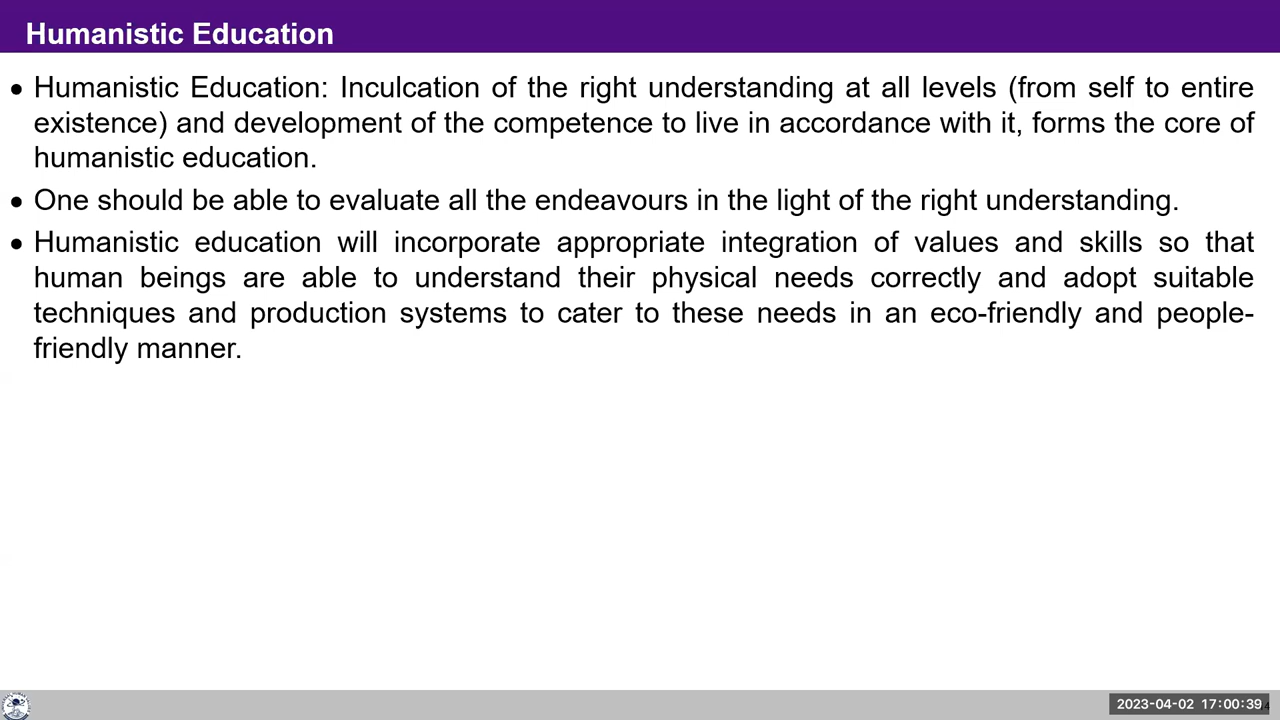 Humanistic Education
• Humanistic Education: Inculcation of the right understanding at all levels (from self to entire
existence) and development of the competence to live in accordance with it, forms the core of
humanistic education.
• One should be able to evaluate all the endeavours in the light of the right understanding.
• Humanistic education will incorporate appropriate integration of values and skills so that
human beings are able to understand their physical needs correctly and adopt suitable
techniques and production systems to cater to these needs in an eco-friendly and people-
friendly manner.
2023-04-02 17:00:39